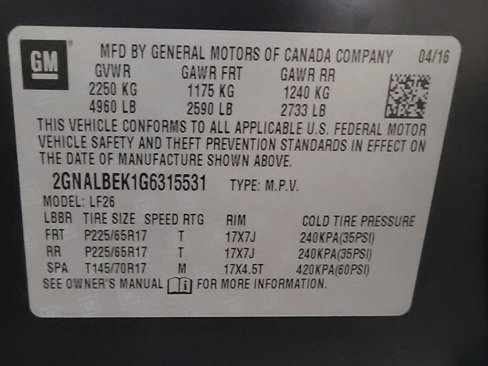 GM MFD BY GENERAL MOTORS OF CANADA COMPANY 04/16
GVWR GAWR FRT GAWR RR
2250 KG 1175 KG 1240 KG
4960 LB 2590 LB 2733 LB
THIS VEHICLE CONFORMS TO ALL APPLICABLE U.S. FEDERAL MOTOR
VEHICLE SAFETY AND THEFT PREVENTION STANDARDS IN EFFECT ON
THE DATE OF MANUFACTURE SHOWN ABOVE.
2GNALBEK1G6315531 TYPE: M.P.V.
MODEL: LF26
LBBR TIRE SIZE SPEED RTG RIM COLD TIRE PRESSURE
FRT P225/65R17 T 17X7J 240KPA(35PSI)
RR P225/65R17 T 17X7J 240KPA(35PSI)
SPA T145/70R17 M 17X4.5T 420KPA(60PSI)
SEE OWNER'S MANUAL FOR MORE INFORMATION.